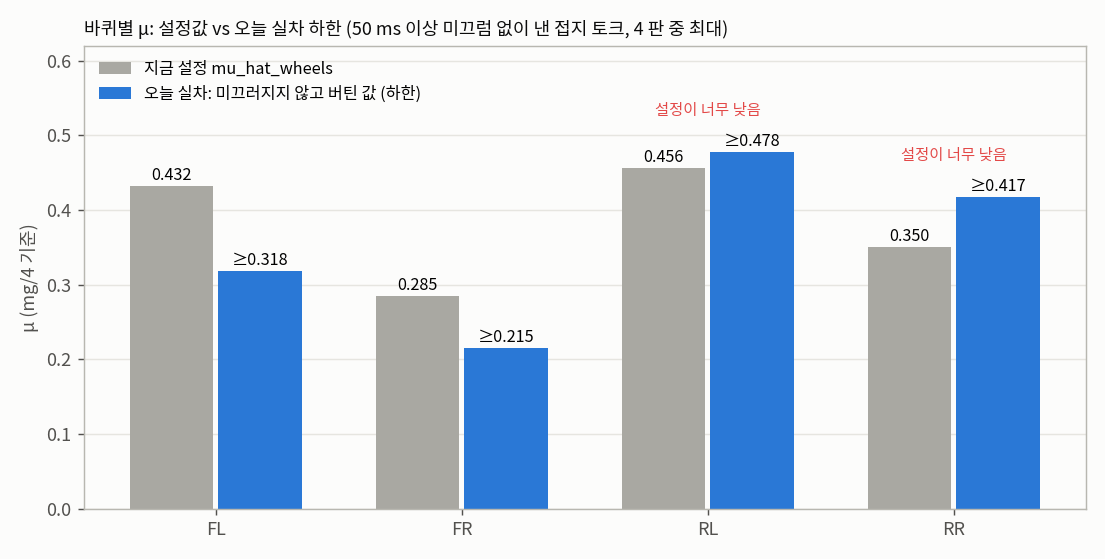 바퀴별 μ: 설정값 vs 오늘 실차 하한 (50 ms 이상 미끄럼 없이 낸 접지 토크, 4 판 중 최대)
지금 설정 mu_hat_wheels
오늘 실차: 미끄러지지 않고 버틴 값 (하한)
μ (mg/4 기준)
0.6
0.5
0.4
0.3
0.2
0.1
0.0
0.432
≥0.318
0.285
≥0.215
설정이 너무 낮음
0.456
≥0.478
설정이 너무 낮음
0.350
≥0.417
FL
FR
RL
RR